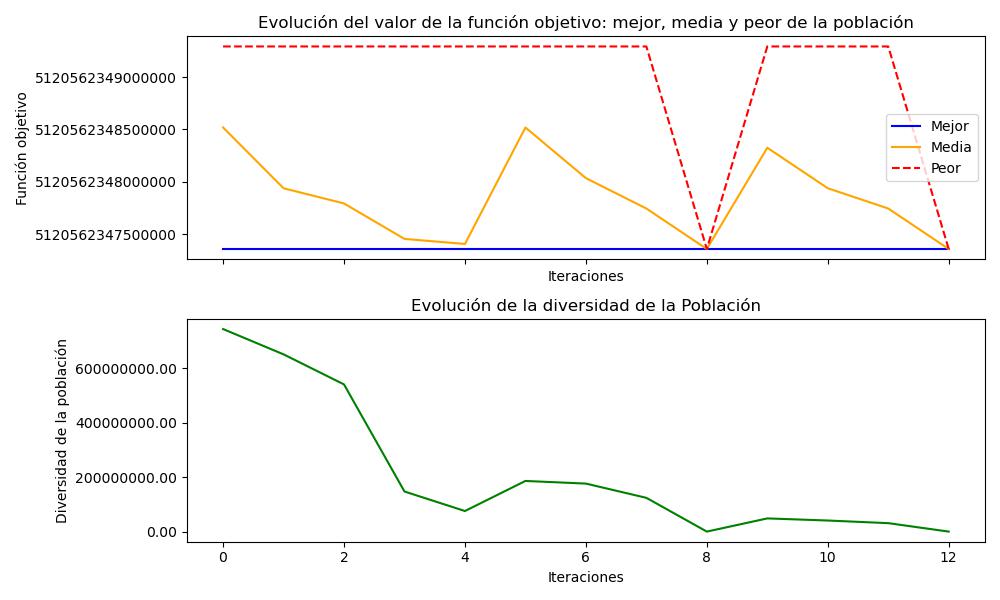 Evolución del valor de la función objetivo: mejor, media y peor de la población
Función objetivo
5120562349000000
5120562348500000
5120562348000000
5120562347500000
Mejor
Media
Peor
Iteraciones
Evolución de la diversidad de la Población
Diversidad de la población
600000000.00
400000000.00
200000000.00
0.00
0 2 4 6 8 10 12
Iteraciones